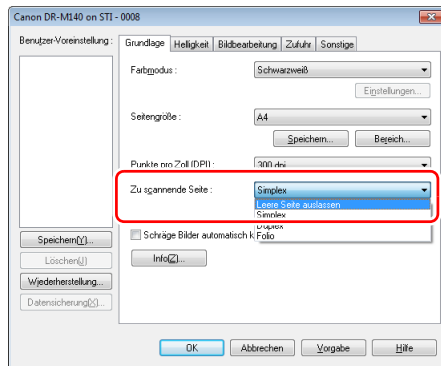 Canon DR-M140 on STI - 0008
Benutzer-Voreinstellung :
Grundlage Helligkeit Bildbearbeitung Zufuhr Sonstige
Farbmodus : Schwarzweiß
Einstellungen...
Seitengröße : A4
Speichern... Bereich...
Punkte pro Zoll (DPI) : 300 dpi
Zu scannende Seite : Simplex
Leere Seite auslassen
Simplex
Duplex
Folio
Schräge Bilder automatisch k
Info(Z)...
Speichern(Y)...
Löschen(J)
Wiederherstellung...
Datensicherung(X)...
OK Abbrechen Vorgabe Hilfe